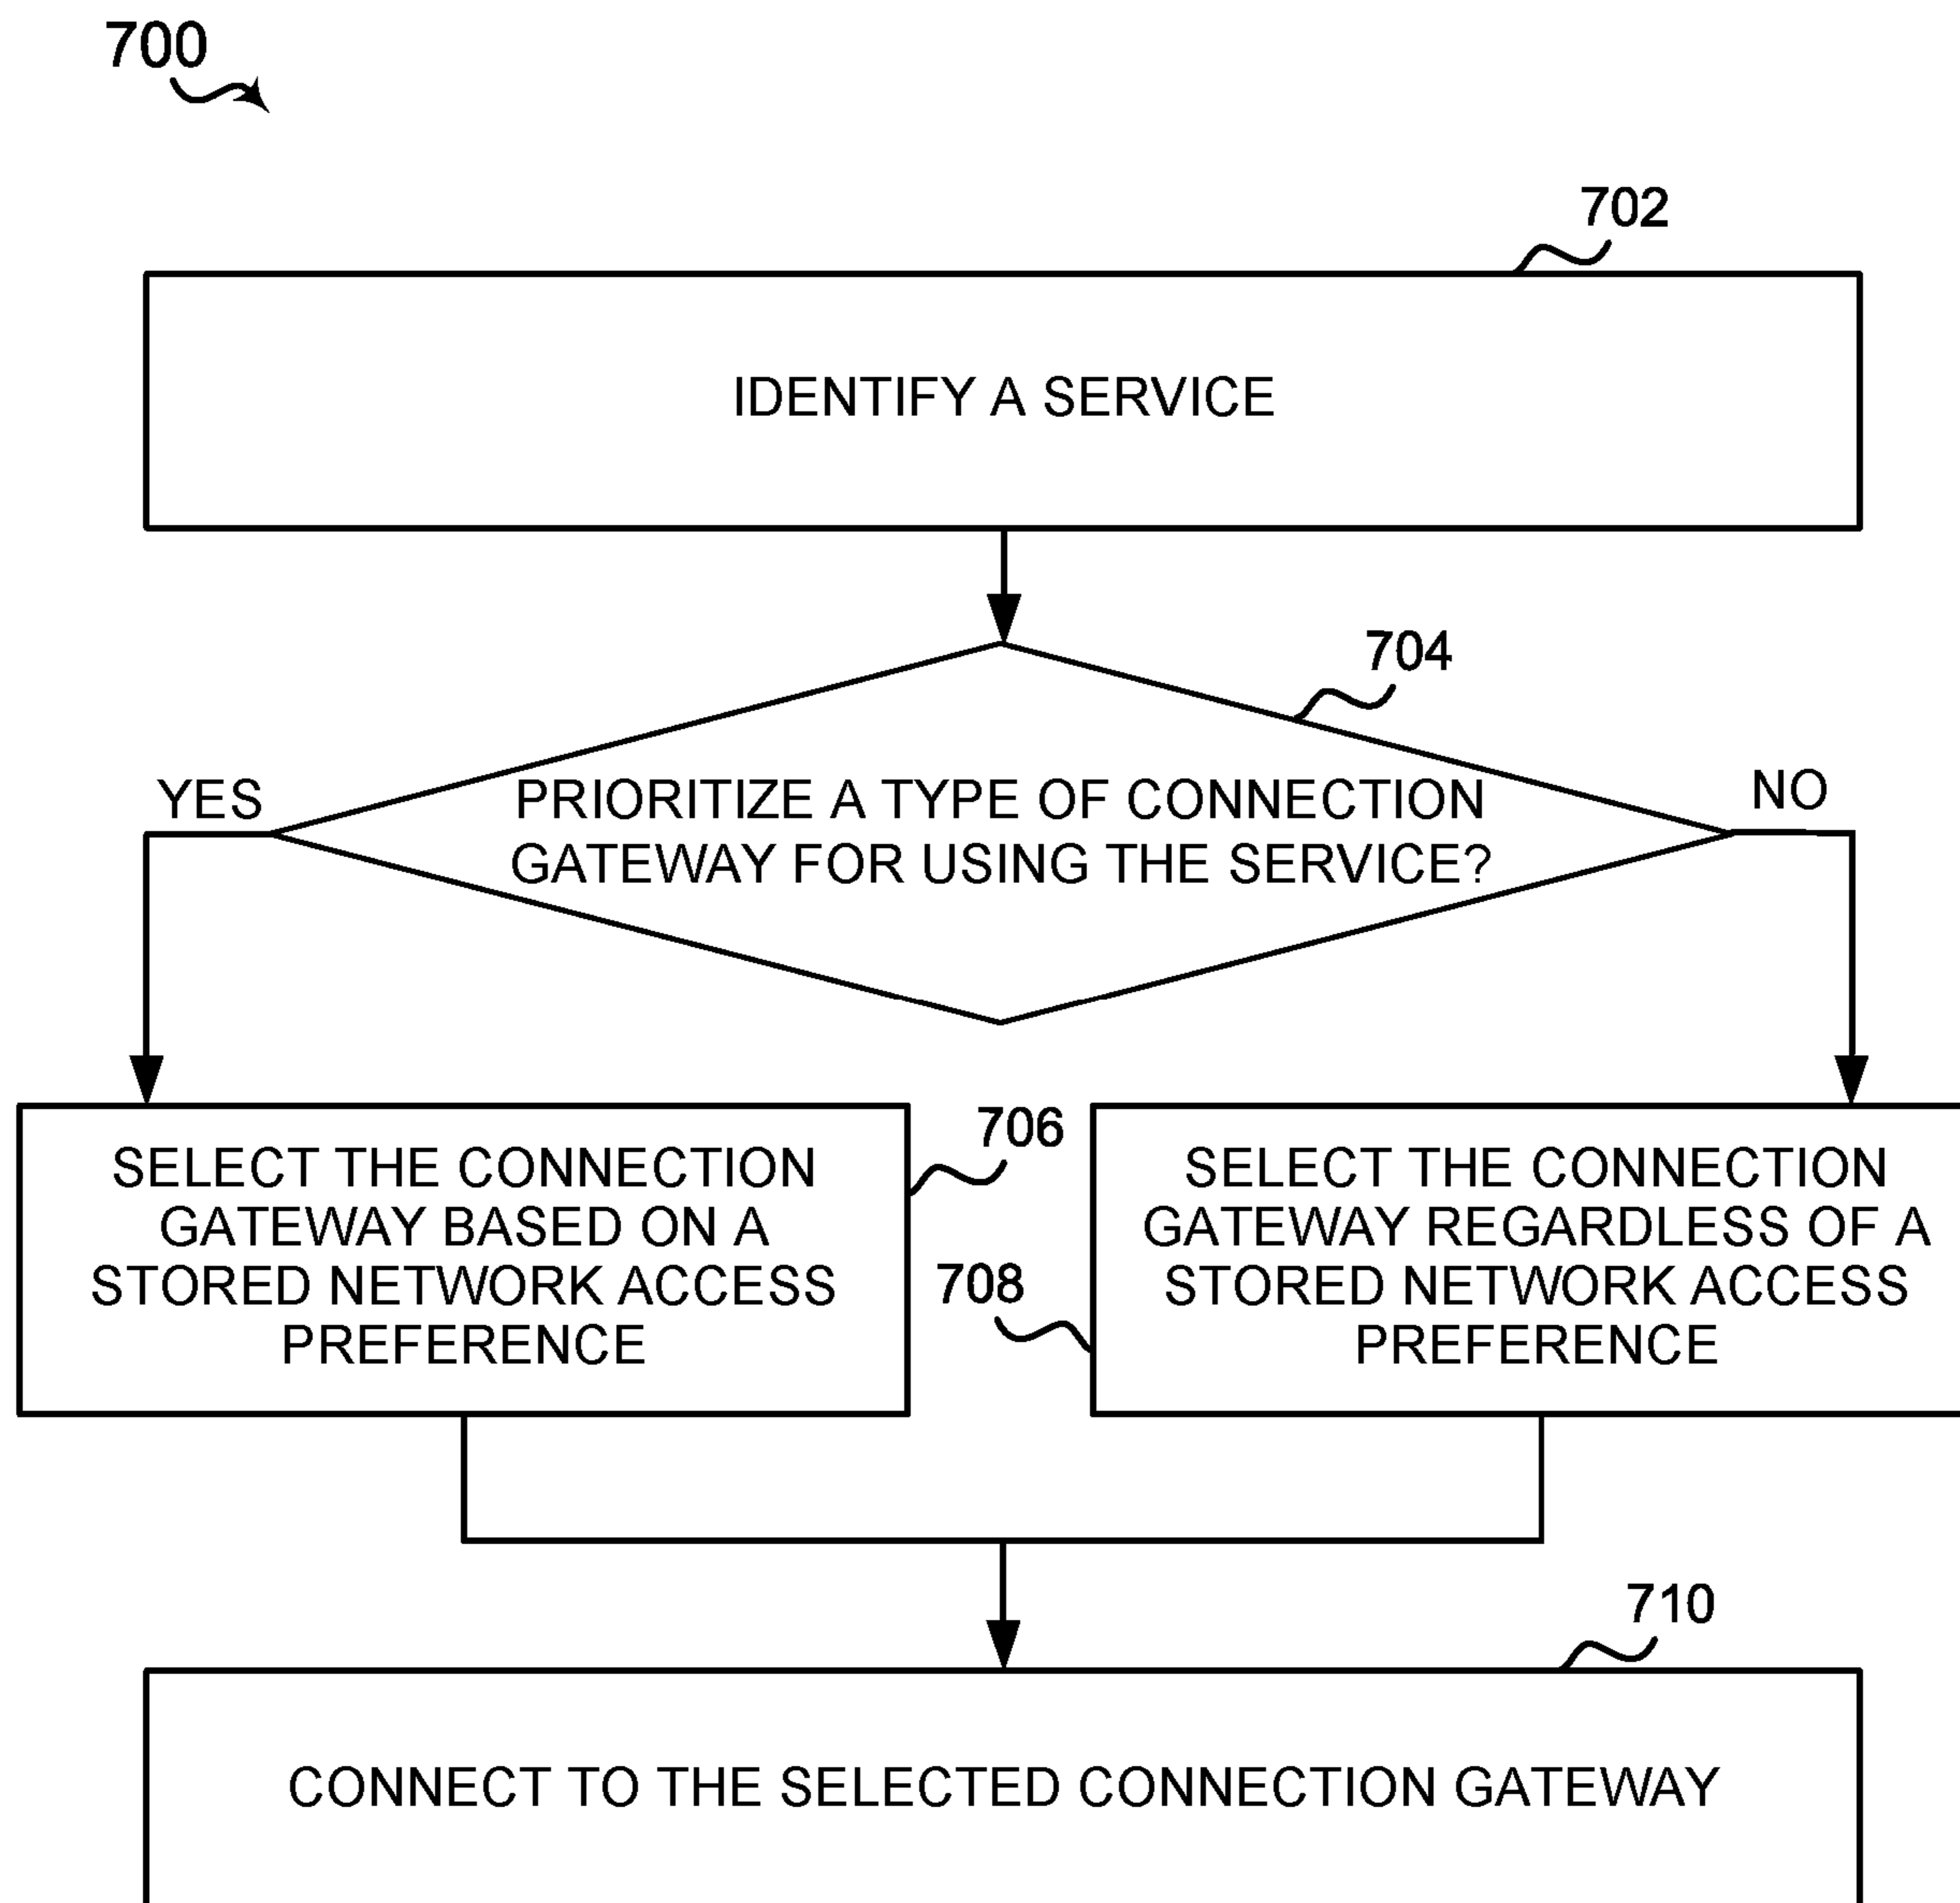 700
702
IDENTIFY A SERVICE
704
YES
PRIORITIZE A TYPE OF CONNECTION
GATEWAY FOR USING THE SERVICE?
NO
706
SELECT THE CONNECTION
GATEWAY BASED ON A
STORED NETWORK ACCESS
PREFERENCE
708
SELECT THE CONNECTION
GATEWAY REGARDLESS OF A
STORED NETWORK ACCESS
PREFERENCE
710
CONNECT TO THE SELECTED CONNECTION GATEWAY